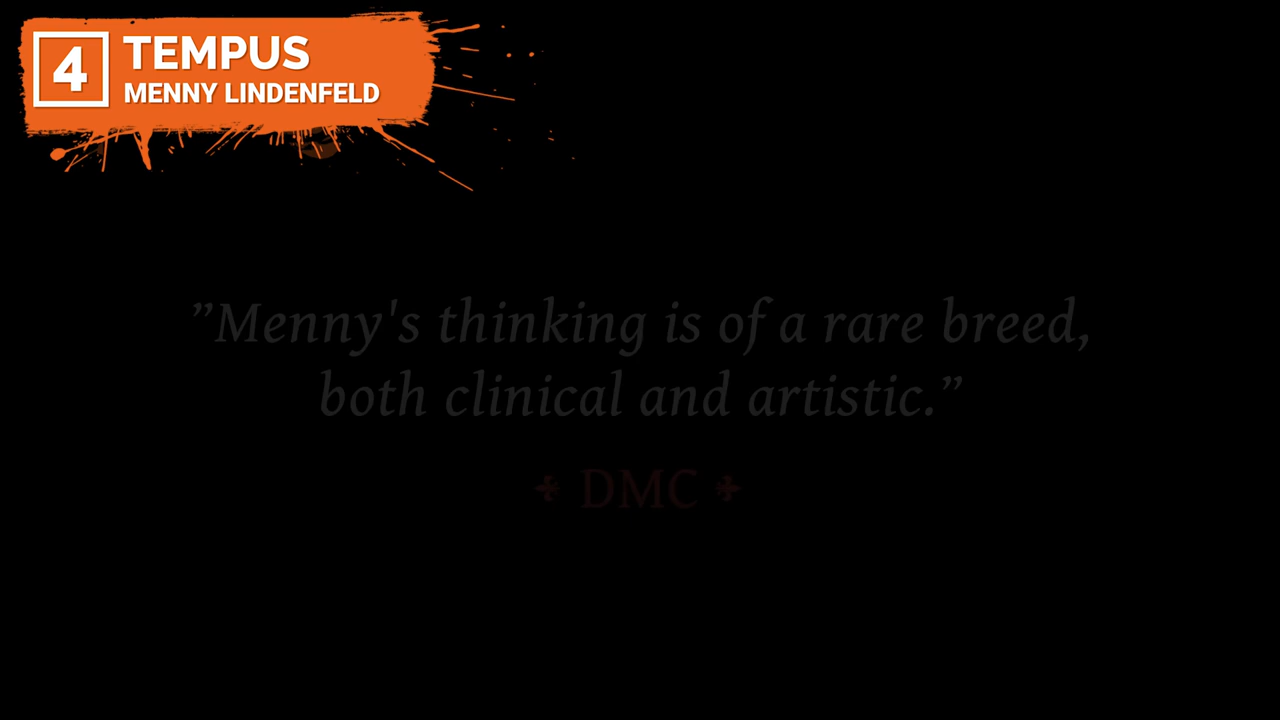 4
TEMPUS
MENNY LINDENFELD
”Menny's thinking is of a rare breed,
both clinical and artistic.”
DMC